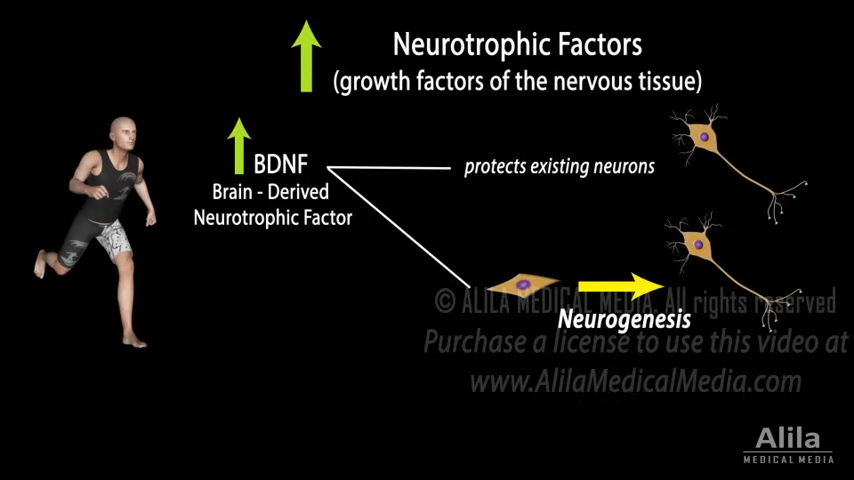 Neurotrophic Factors
(growth factors of the nervous tissue)
BDNF
Brain - Derived
Neurotrophic Factor
protects existing neurons
© ALILA MEDICAL MEDIA. All rights reserved
Neurogenesis
Purchase a license to use this video at
www.AlilaMedicalMedia.com
Alila
MEDICAL MEDIA